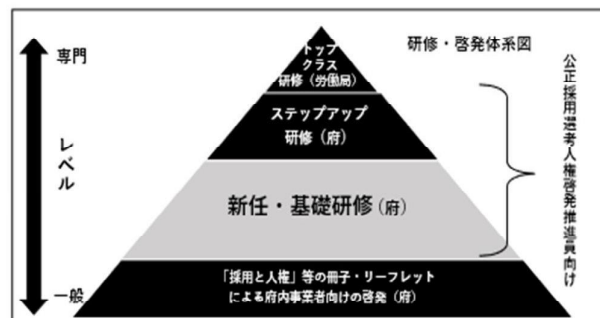 研修・啓発体系図
専門
レベル
一般
トップ
クラス
研修（労働局）
ステップアップ
研修（府）
新任・基礎研修（府）
「採用と人権」等の冊子・リーフレット
による府内事業者向けの啓発（府）
公正採用選考人権啓発推進員向け